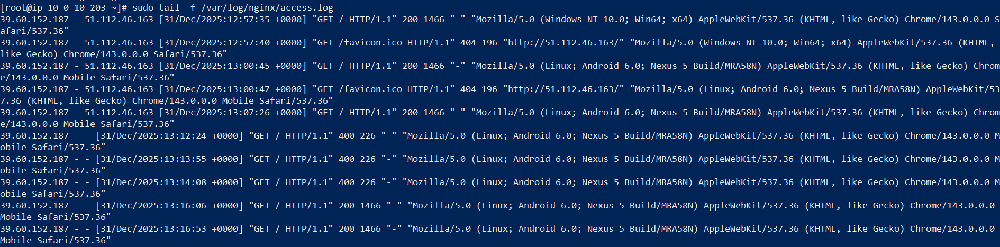 [root@ip-10-0-10-203 ~]# sudo tail -f /var/log/nginx/access.log
39.60.152.187 - 51.112.46.163 [31/Dec/2025:12:57:35 +0000] "GET / HTTP/1.1" 200 1466 "-" "Mozilla/5.0 (Windows NT 10.0; Win64; x64) AppleWebKit/537.36 (KHTML, like Gecko) Chrome/143.0.0.0 S
afari/537.36"
39.60.152.187 - 51.112.46.163 [31/Dec/2025:12:57:40 +0000] "GET /favicon.ico HTTP/1.1" 404 196 "http://51.112.46.163/" "Mozilla/5.0 (Windows NT 10.0; Win64; x64) AppleWebKit/537.36 (KHTML,
like Gecko) Chrome/143.0.0.0 Safari/537.36"
39.60.152.187 - 51.112.46.163 [31/Dec/2025:13:00:45 +0000] "GET / HTTP/1.1" 200 1466 "-" "Mozilla/5.0 (Linux; Android 6.0; Nexus 5 Build/MRA58N) AppleWebKit/537.36 (KHTML, like Gecko) Chrom
e/143.0.0.0 Mobile Safari/537.36"
39.60.152.187 - 51.112.46.163 [31/Dec/2025:13:00:47 +0000] "GET /favicon.ico HTTP/1.1" 404 196 "http://51.112.46.163/" "Mozilla/5.0 (Linux; Android 6.0; Nexus 5 Build/MRA58N) AppleWebKit/53
7.36 (KHTML, like Gecko) Chrome/143.0.0.0 Mobile Safari/537.36"
39.60.152.187 - 51.112.46.163 [31/Dec/2025:13:07:26 +0000] "GET / HTTP/1.1" 200 1466 "-" "Mozilla/5.0 (Linux; Android 6.0; Nexus 5 Build/MRA58N) AppleWebKit/537.36 (KHTML, like Gecko) Chrom
e/143.0.0.0 Mobile Safari/537.36"
39.60.152.187 - - [31/Dec/2025:13:12:24 +0000] "GET / HTTP/1.1" 400 226 "-" "Mozilla/5.0 (Linux; Android 6.0; Nexus 5 Build/MRA58N) AppleWebKit/537.36 (KHTML, like Gecko) Chrome/143.0.0.0 M
obile Safari/537.36"
39.60.152.187 - - [31/Dec/2025:13:13:55 +0000] "GET / HTTP/1.1" 400 226 "-" "Mozilla/5.0 (Linux; Android 6.0; Nexus 5 Build/MRA58N) AppleWebKit/537.36 (KHTML, like Gecko) Chrome/143.0.0.0 M
obile Safari/537.36"
39.60.152.187 - - [31/Dec/2025:13:14:08 +0000] "GET / HTTP/1.1" 400 226 "-" "Mozilla/5.0 (Linux; Android 6.0; Nexus 5 Build/MRA58N) AppleWebKit/537.36 (KHTML, like Gecko) Chrome/143.0.0.0 M
obile Safari/537.36"
39.60.152.187 - - [31/Dec/2025:13:16:06 +0000] "GET / HTTP/1.1" 200 1466 "-" "Mozilla/5.0 (Linux; Android 6.0; Nexus 5 Build/MRA58N) AppleWebKit/537.36 (KHTML, like Gecko) Chrome/143.0.0.0
Mobile Safari/537.36"
39.60.152.187 - - [31/Dec/2025:13:16:53 +0000] "GET / HTTP/1.1" 200 1466 "-" "Mozilla/5.0 (Linux; Android 6.0; Nexus 5 Build/MRA58N) AppleWebKit/537.36 (KHTML, like Gecko) Chrome/143.0.0.0
Mobile Safari/537.36"